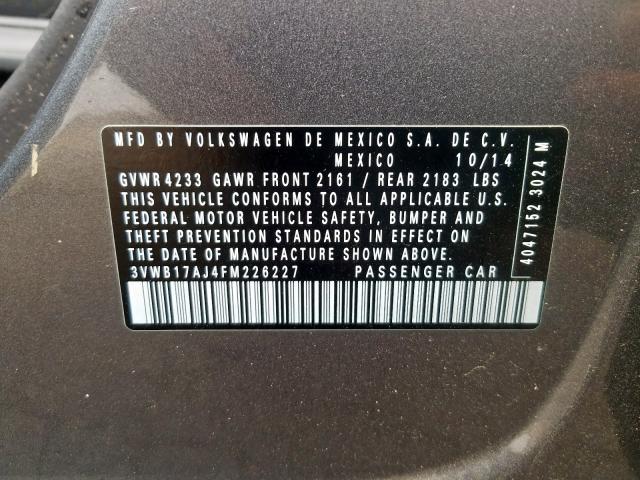 MFD BY VOLKSWAGEN DE MEXICO S.A. DE C.V.
MEXICO 10/14
GVWR 4233 GAWR FRONT 2161 / REAR 2183 LBS
THIS VEHICLE CONFORMS TO ALL APPLICABLE U.S.
FEDERAL MOTOR VEHICLE SAFETY, BUMPER AND
THEFT PREVENTION STANDARDS IN EFFECT ON
THE DATE OF MANUFACTURE SHOWN ABOVE.
3VWB17AJ4FM226227 PASSENGER CAR
4047152 3024 M